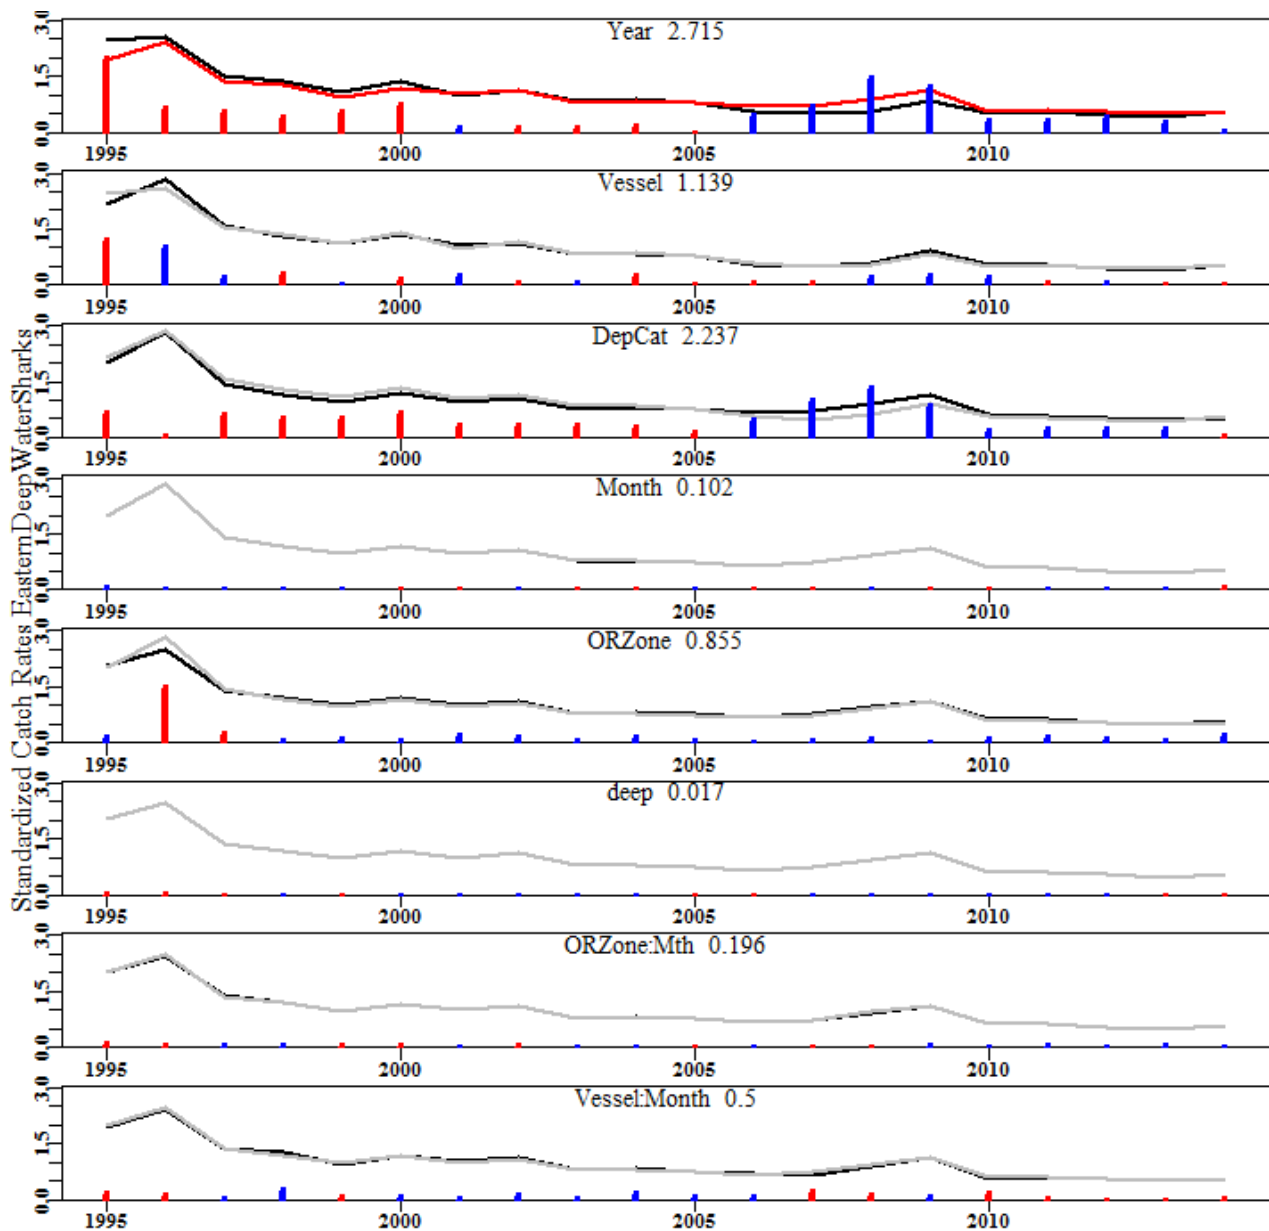 Standardized Catch Rates EasternDeepWaterSharks
Year 2.715
3.0
1.5
0.0
1995 2000 2005 2010
Vessel 1.139
3.0
1.5
0.0
1995 2000 2005 2010
DepCat 2.237
3.0
1.5
0.0
1995 2000 2005 2010
Month 0.102
3.0
1.5
0.0
1995 2000 2005 2010
ORZone 0.855
3.0
1.5
0.0
1995 2000 2005 2010
deep 0.017
3.0
1.5
0.0
1995 2000 2005 2010
ORZone:Mth 0.196
3.0
1.5
0.0
1995 2000 2005 2010
Vessel:Month 0.5
3.0
1.5
0.0
1995 2000 2005 2010